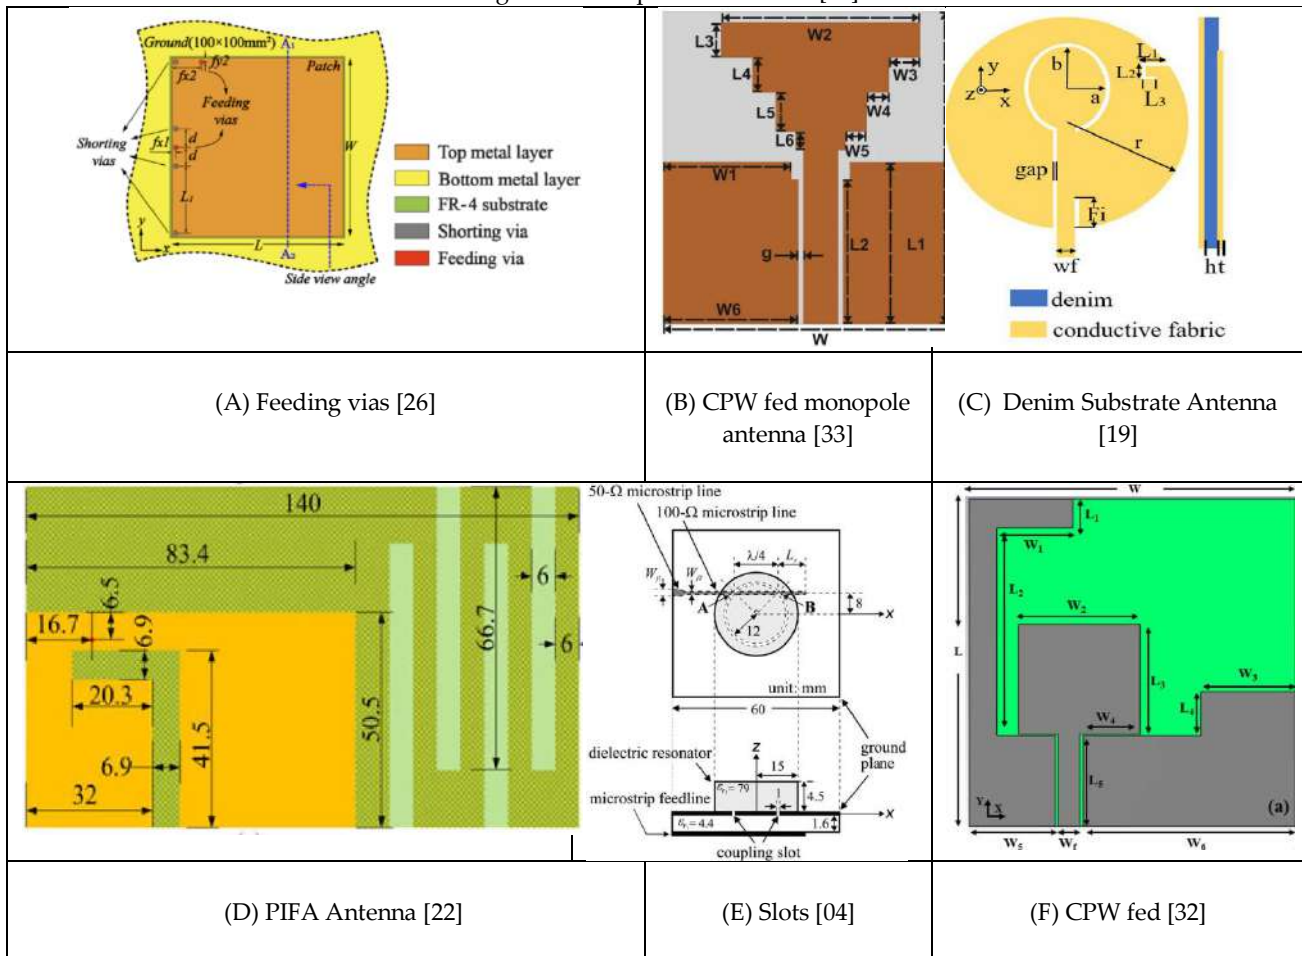 Ground(100×100mm²)
A₁
fy2
fx2
Patch
Feeding
vias
Shorting
vias
fx1
d
d
W
L₁
y
x
L
A₂
Side view angle
Top metal layer
Bottom metal layer
FR-4 substrate
Shorting via
Feeding via
W2
L3
L4
W3
L5
W4
L6
W5
W1
L2
L1
g
W6
W
y
z
x
b
a
L₁
L₂
L₃
r
gap
Fi
wf
ht
denim
conductive fabric
(A) Feeding vias [26]
(B) CPW fed monopole
antenna [33]
(C) Denim Substrate Antenna
[19]
140
83.4
6.5
16.7
6.9
20.3
6.9
41.5
32
50.5
66.7
6
6
50-Ω microstrip line
100-Ω microstrip line
λ/4
A
B
8
x
12
unit: mm
60
dielectric resonator
z
15
ground
plane
1
4.5
microstrip feedline
x
= 4.4
1.6
coupling slot
W
L₁
W₁
L₂
W₂
L
L₃
W₃
L₄
W₄
L₅
Y
X
(a)
W₅
W_f
W₆
(D) PIFA Antenna [22]
(E) Slots [04]
(F) CPW fed [32]